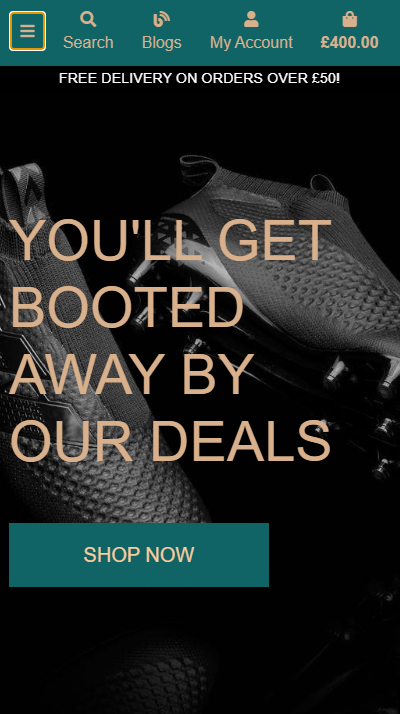 Search
Blogs
My Account
£400.00
FREE DELIVERY ON ORDERS OVER £50!
YOU'LL GET
BOOTED
AWAY BY
OUR DEALS
SHOP NOW